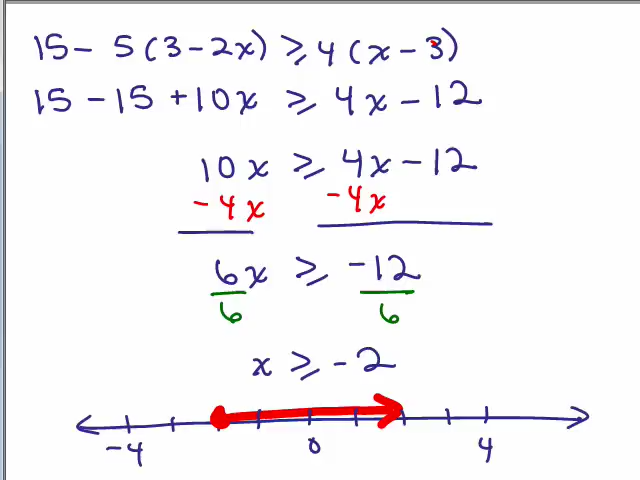 15 - 5(3 - 2x) ≥ 4(x - 3)
15 - 15 + 10x ≥ 4x - 12
10x ≥ 4x - 12
-4x -4x
6x ≥ -12
6 6
x ≥ -2
-4 0 4